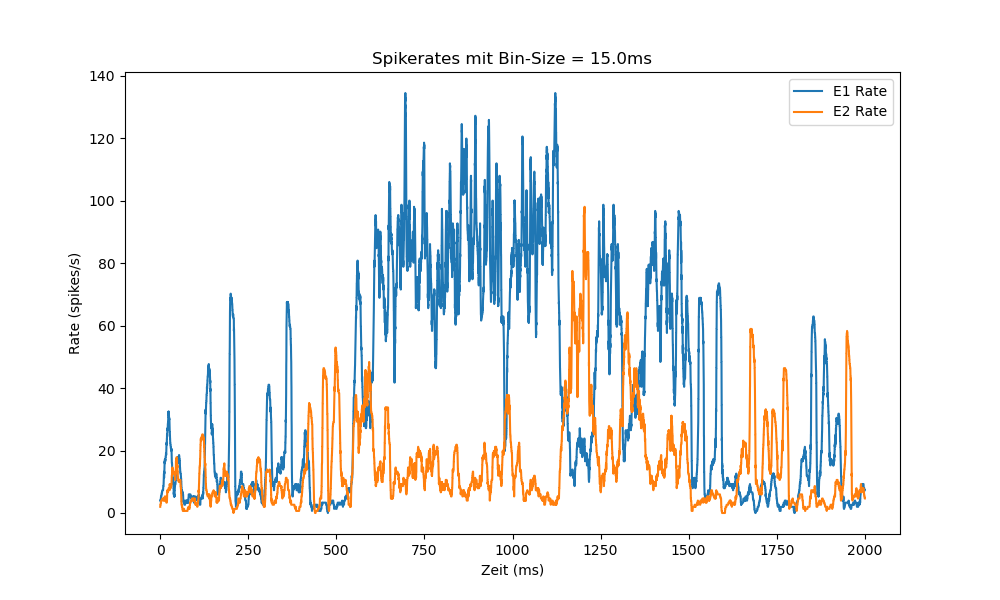 Spikerates mit Bin-Size = 15.0ms
E1 Rate
E2 Rate
Rate (spikes/s)
140
120
100
80
60
40
20
0
0 250 500 750 1000 1250 1500 1750 2000
Zeit (ms)